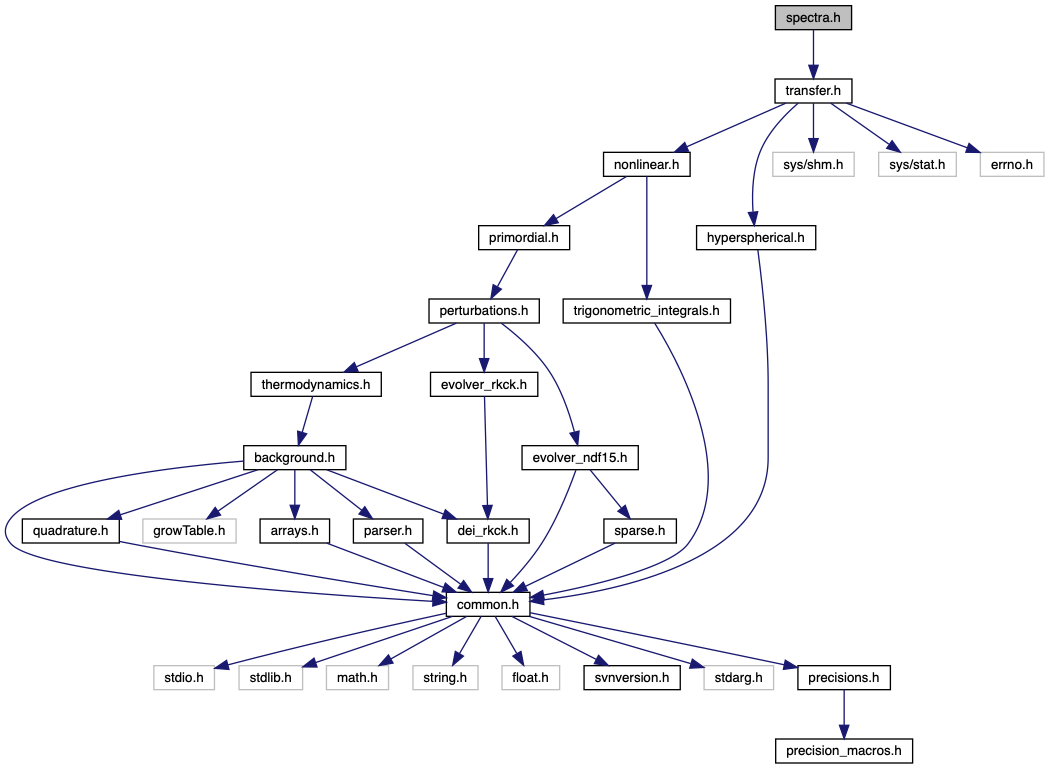 spectra.h
transfer.h
nonlinear.h
sys/shm.h
sys/stat.h
errno.h
primordial.h
hyperspherical.h
perturbations.h
trigonometric_integrals.h
thermodynamics.h
evolver_rkck.h
background.h
evolver_ndf15.h
quadrature.h
growTable.h
arrays.h
parser.h
dei_rkck.h
sparse.h
common.h
stdio.h
stdlib.h
math.h
string.h
float.h
svnversion.h
stdarg.h
precisions.h
precision_macros.h